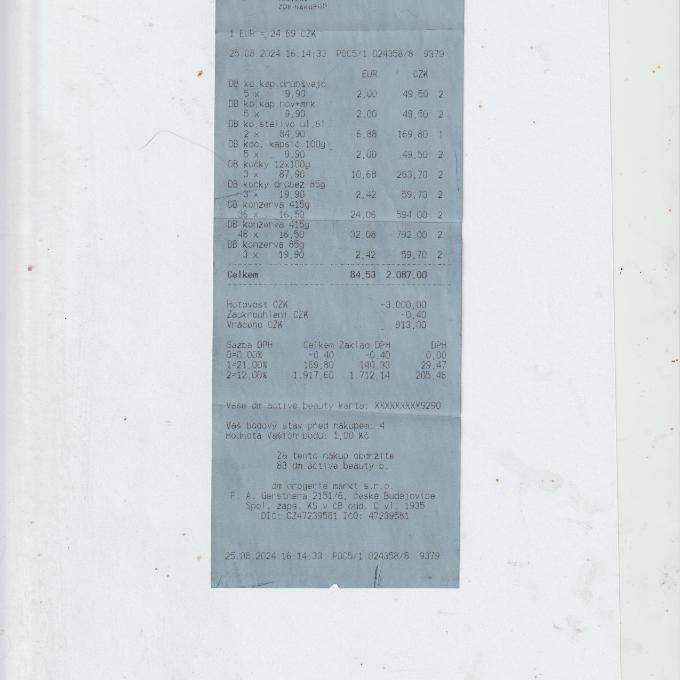 ZDE NAKUPUJI
1 EUR = 24.69 CZK
25.08.2024 16:14:33 P005/1 024358/8 9379
EUR CZK
DB ko.kap.drůbšvejc
5 x 9,90 2,00 49,50 2
DB ko.kap.hov+mrk
5 x 9,90 2,00 49,50 2
DB ko.stelivo ul.6l
2 x 84,90 6,88 169,80 1
DB koc. kapsič.100g
5 x 9,90 2,00 49,50 2
DB kočky 12x100g
3 x 87,90 10,68 263,70 2
DB kočky drůbez 85g
3 x 19,90 2,42 59,70 2
DB konzerva 415g
36 x 16,50 24,06 594,00 2
DB konzerva 415g
48 x 16,50 32,08 792,00 2
DB konzerva 85g
3 x 19,90 2,42 59,70 2
Celkem 84,53 2.087,00
Hotovost CZK -3.000,00
Zaokrouhlení CZK -0,40
Vráceno CZK 913,00
Sazba DPH Celkem Základ DPH DPH
0=0,00% -0,40 -0,40 0,00
1=21,00% 169,80 140,33 29,47
2=12,00% 1.917,60 1.712,14 205,46
Vaše dm active beauty karta: XXXXXXXXX9290
Váš bodový stav před nákupem: 4
Hodnota Vašich bodu: 1,00 Kč
Za tento nákup obdržíte
83 dm active beauty b.
dm drogerie markt s.r.o.
F. A. Gerstnera 2151/6, České Budějovice
Spol. zaps. KS v ČB odd. C vl. 1935
DIČ: CZ47239581 IČO: 47239581
25.08.2024 16:14:33 P005/1 024358/8 9379